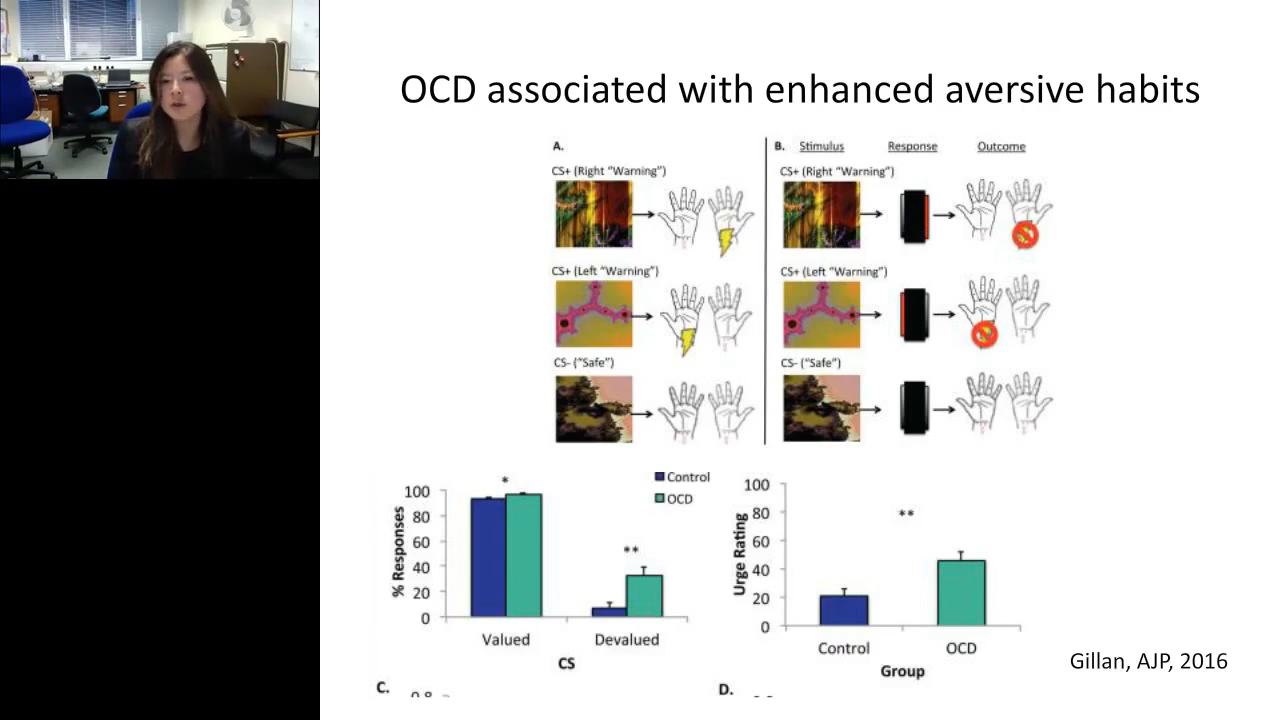 OCD associated with enhanced aversive habits
A.
CS+ (Right "Warning")
CS+ (Left "Warning")
CS- ("Safe")
B. Stimulus Response Outcome
CS+ (Right "Warning")
CS+ (Left "Warning")
CS- ("Safe")
Control
OCD
*
**
% Responses
100
80
60
40
20
0
Valued Devalued
CS
Urge Rating
100
80
60
40
20
0
**
Control OCD
Group
Gillan, AJP, 2016
C.
D.